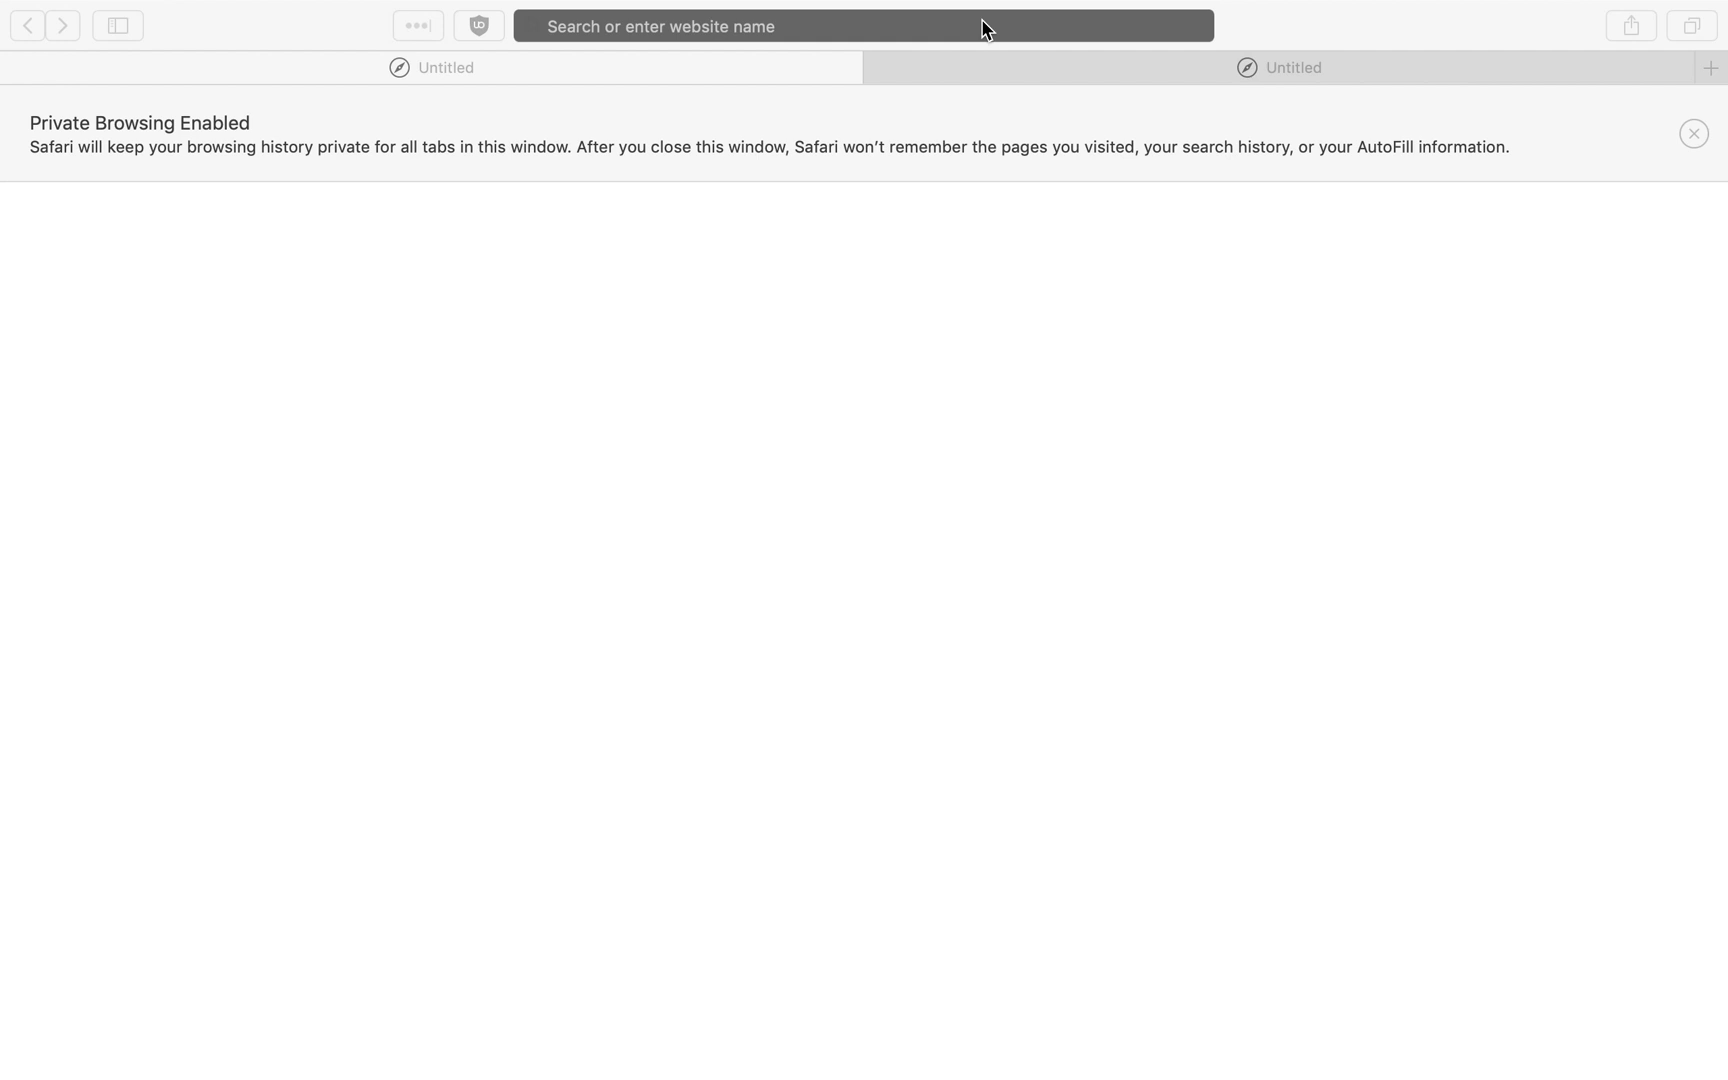 Search or enter website name
Untitled
Untitled
Private Browsing Enabled
Safari will keep your browsing history private for all tabs in this window. After you close this window, Safari won’t remember the pages you visited, your search history, or your AutoFill information.